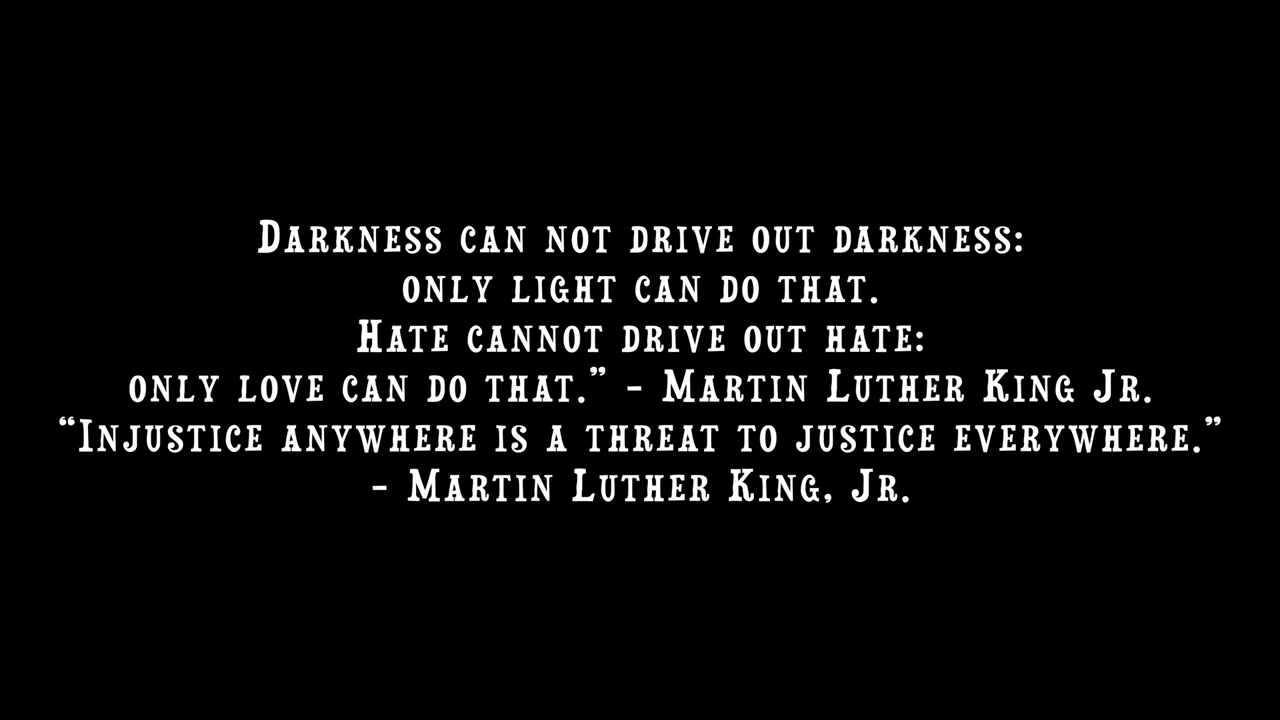 Darkness can not drive out darkness:
only light can do that.
Hate cannot drive out hate:
only love can do that.” - Martin Luther King Jr.
“Injustice anywhere is a threat to justice everywhere.”
- Martin Luther King, Jr.